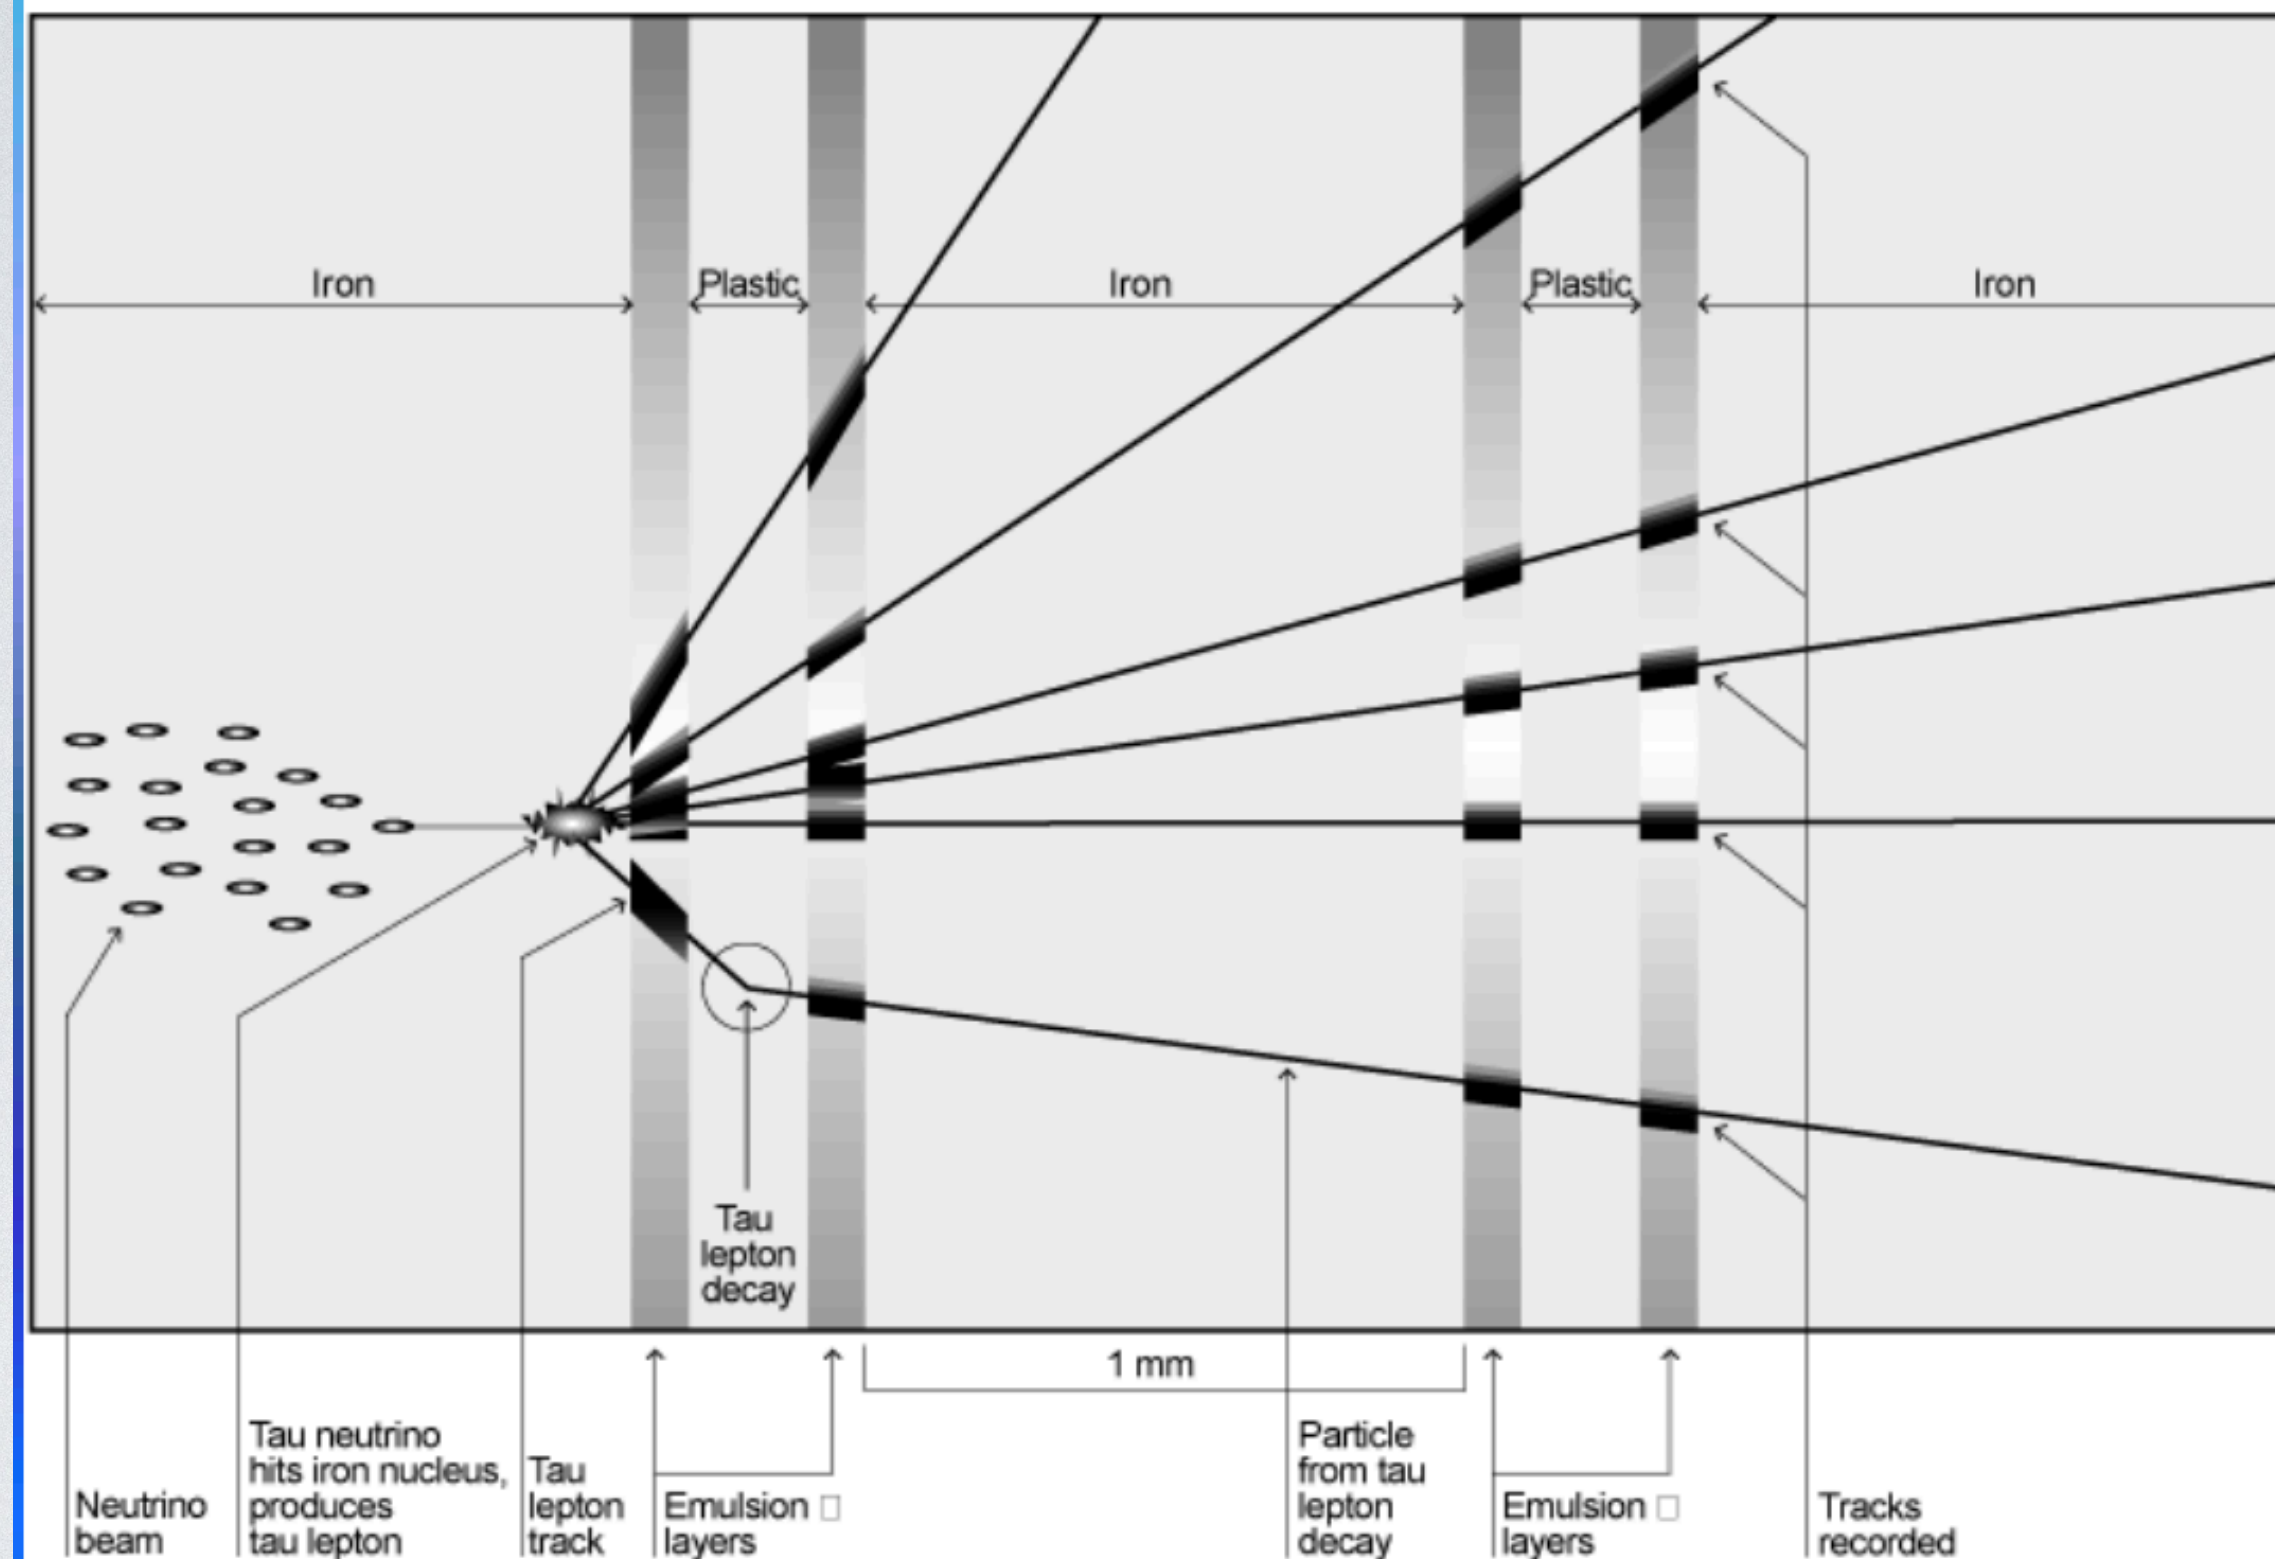 Iron
Plastic
Iron
Plastic
Iron
Tau
lepton
decay
1 mm
Neutrino
beam
Tau neutrino
hits iron nucleus,
produces
tau lepton
Tau
lepton
track
Emulsion □
layers
Particle
from tau
lepton
decay
Emulsion □
layers
Tracks
recorded